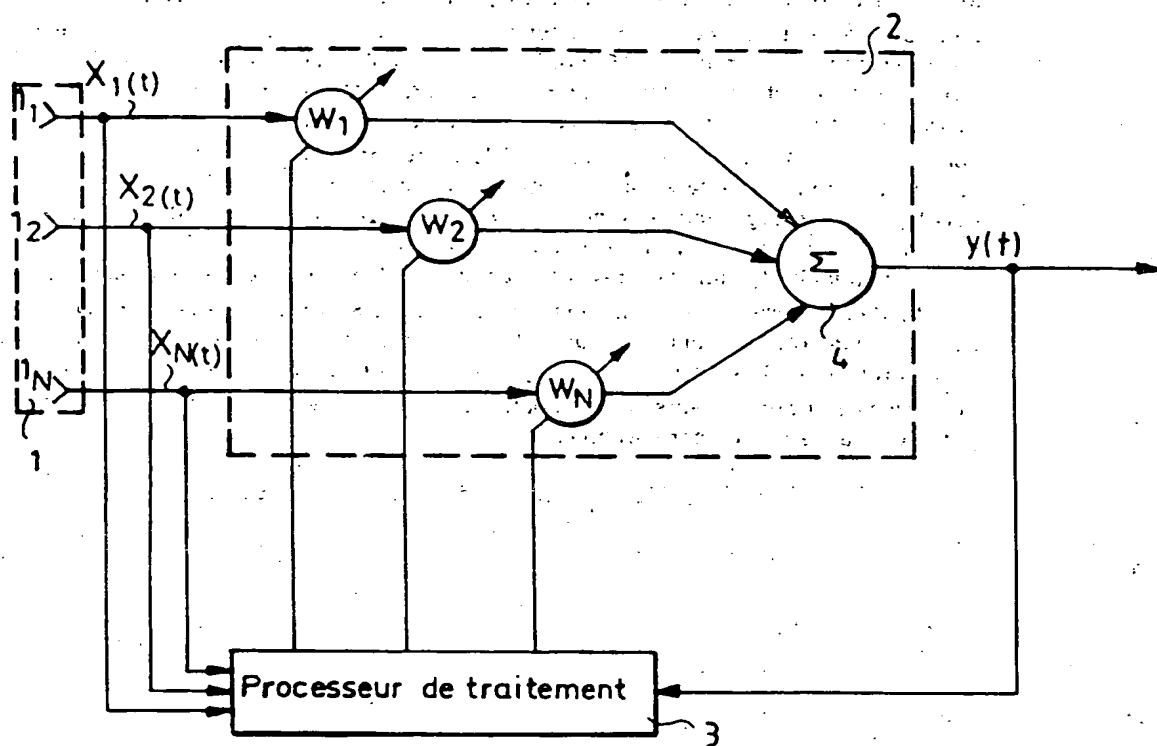 2
X1(t)
11
W1
X2(t)
12
W2
y(t)
Σ
4
XN(t)
1N
WN
1
Processeur de traitement
3